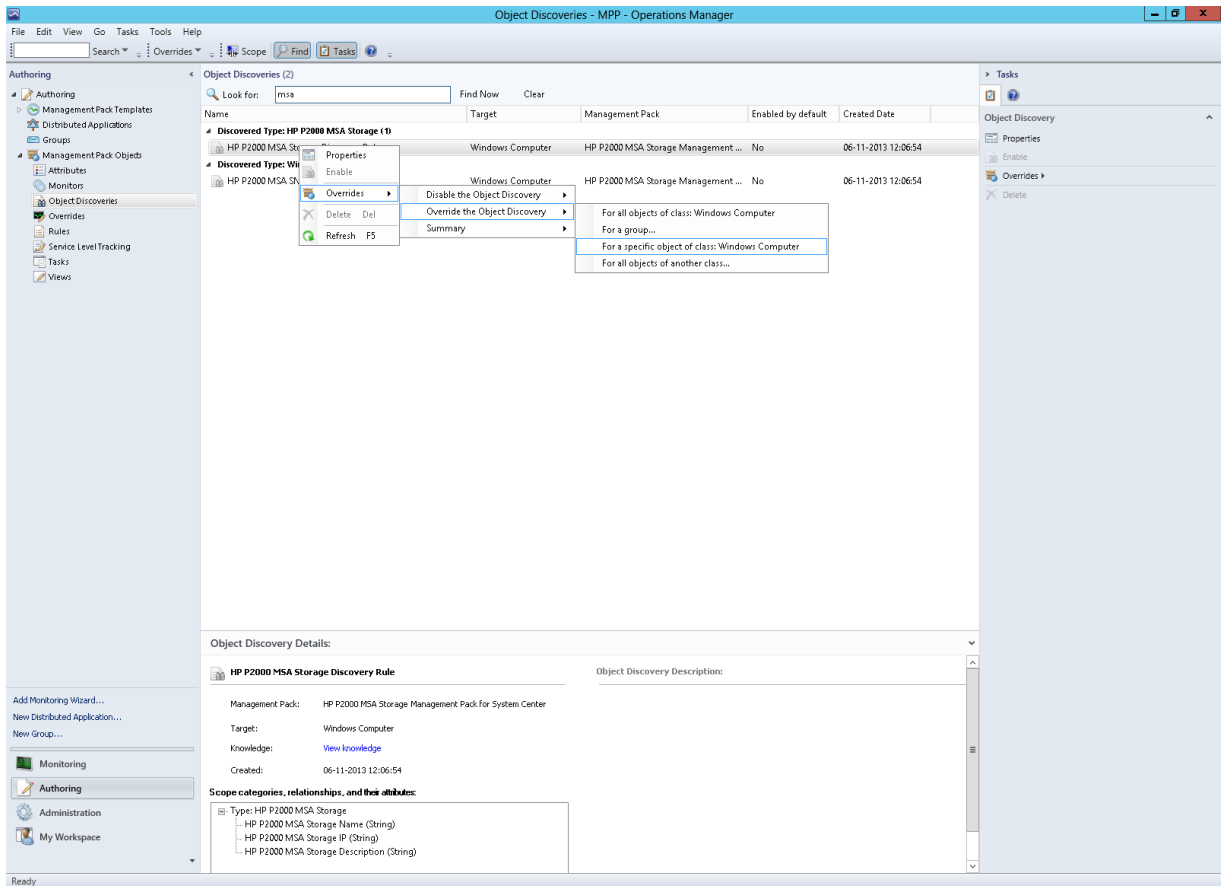 Object Discoveries - MPP - Operations Manager
File Edit View Go Tasks Tools Help
Search Overrides Scope Find Tasks
Authoring
Authoring
Management Pack Templates
Distributed Applications
Groups
Management Pack Objects
Attributes
Monitors
Object Discoveries
Overrides
Rules
Service Level Tracking
Tasks
Views
Add Monitoring Wizard...
New Distributed Application...
New Group...
Monitoring
Authoring
Administration
My Workspace
Object Discoveries (2)
Look for: msa Find Now Clear
Name Target Management Pack Enabled by default Created Date
Discovered Type: HP P2000 MSA Storage (1)
HP P2000 MSA Windows Computer HP P2000 MSA Storage Management ... No 06-11-2013 12:06:54
Discovered Type:
HP P2000 MSA Windows Computer HP P2000 MSA Storage Management ... No 06-11-2013 12:06:54
Properties
Enable
Overrides
Delete Del
Refresh F5
Disable the Object Discovery
Override the Object Discovery
Summary
For all objects of class: Windows Computer
For a group...
For a specific object of class: Windows Computer
For all objects of another class...
Object Discovery Details:
HP P2000 MSA Storage Discovery Rule
Object Discovery Description:
Management Pack: HP P2000 MSA Storage Management Pack for System Center
Target: Windows Computer
Knowledge: View knowledge
Created: 06-11-2013 12:06:54
Scope categories, relationships, and their attributes:
Type: HP P2000 MSA Storage
HP P2000 MSA Storage Name (String)
HP P2000 MSA Storage IP (String)
HP P2000 MSA Storage Description (String)
Tasks
Object Discovery
Properties
Enable
Overrides
Delete
Ready